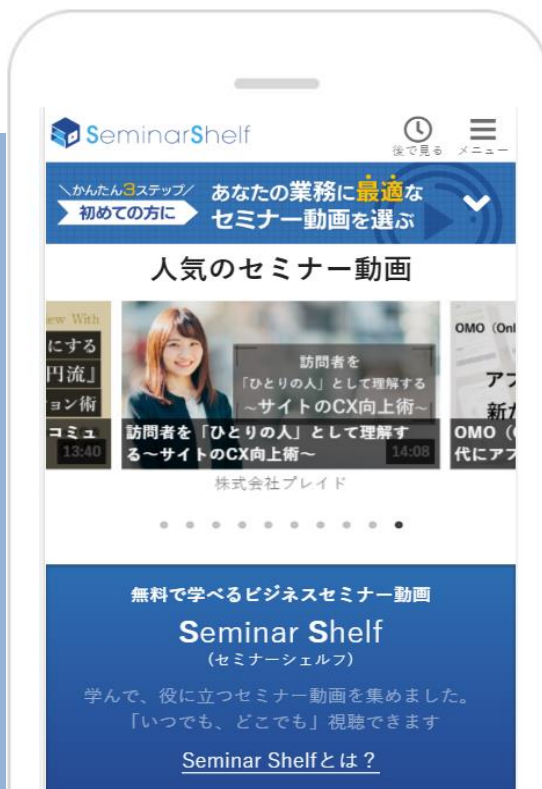 SeminarShelf
後で見る
メニュー
かんたん3ステップ
初めての方に
あなたの業務に最適な
セミナー動画を選ぶ
人気のセミナー動画
ew With
にする
円流』
ョン術
コミュ
13:40
訪問者を
「ひとりの人」として理解する
～サイトのCX向上術～
訪問者を「ひとりの人」として理解す
る～サイトのCX向上術～
14:08
株式会社プレイド
OMO（Onl
アプ
新た
OMO（O
代にアプ
無料で学べるビジネスセミナー動画
Seminar Shelf
(セミナーシェルフ)
学んで、役に立つセミナー動画を集めました。
「いつでも、どこでも」視聴できます
Seminar Shelfとは？